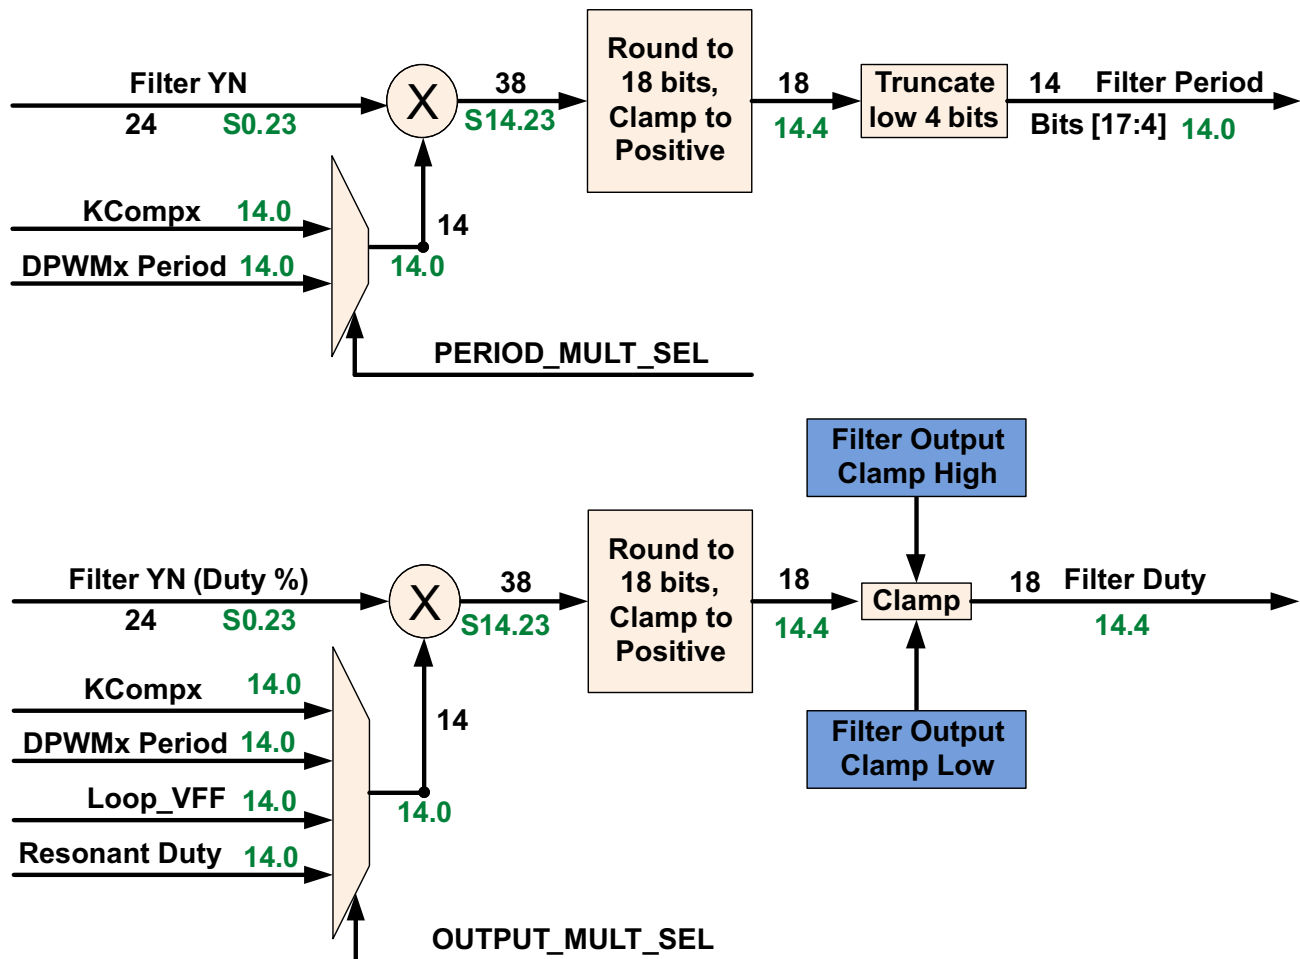 Filter YN
24 S0.23
X
38
S14.23
Round to
18 bits,
Clamp to
Positive
18
14.4
Truncate
low 4 bits
14 Filter Period
Bits [17:4] 14.0
KCompx 14.0
DPWMx Period 14.0
14
14.0
PERIOD_MULT_SEL
Filter Output
Clamp High
Filter YN (Duty %)
24 S0.23
X
38
S14.23
Round to
18 bits,
Clamp to
Positive
18
14.4
Clamp
18 Filter Duty
14.4
KCompx 14.0
DPWMx Period 14.0
Loop_VFF 14.0
Resonant Duty 14.0
14
14.0
Filter Output
Clamp Low
OUTPUT_MULT_SEL